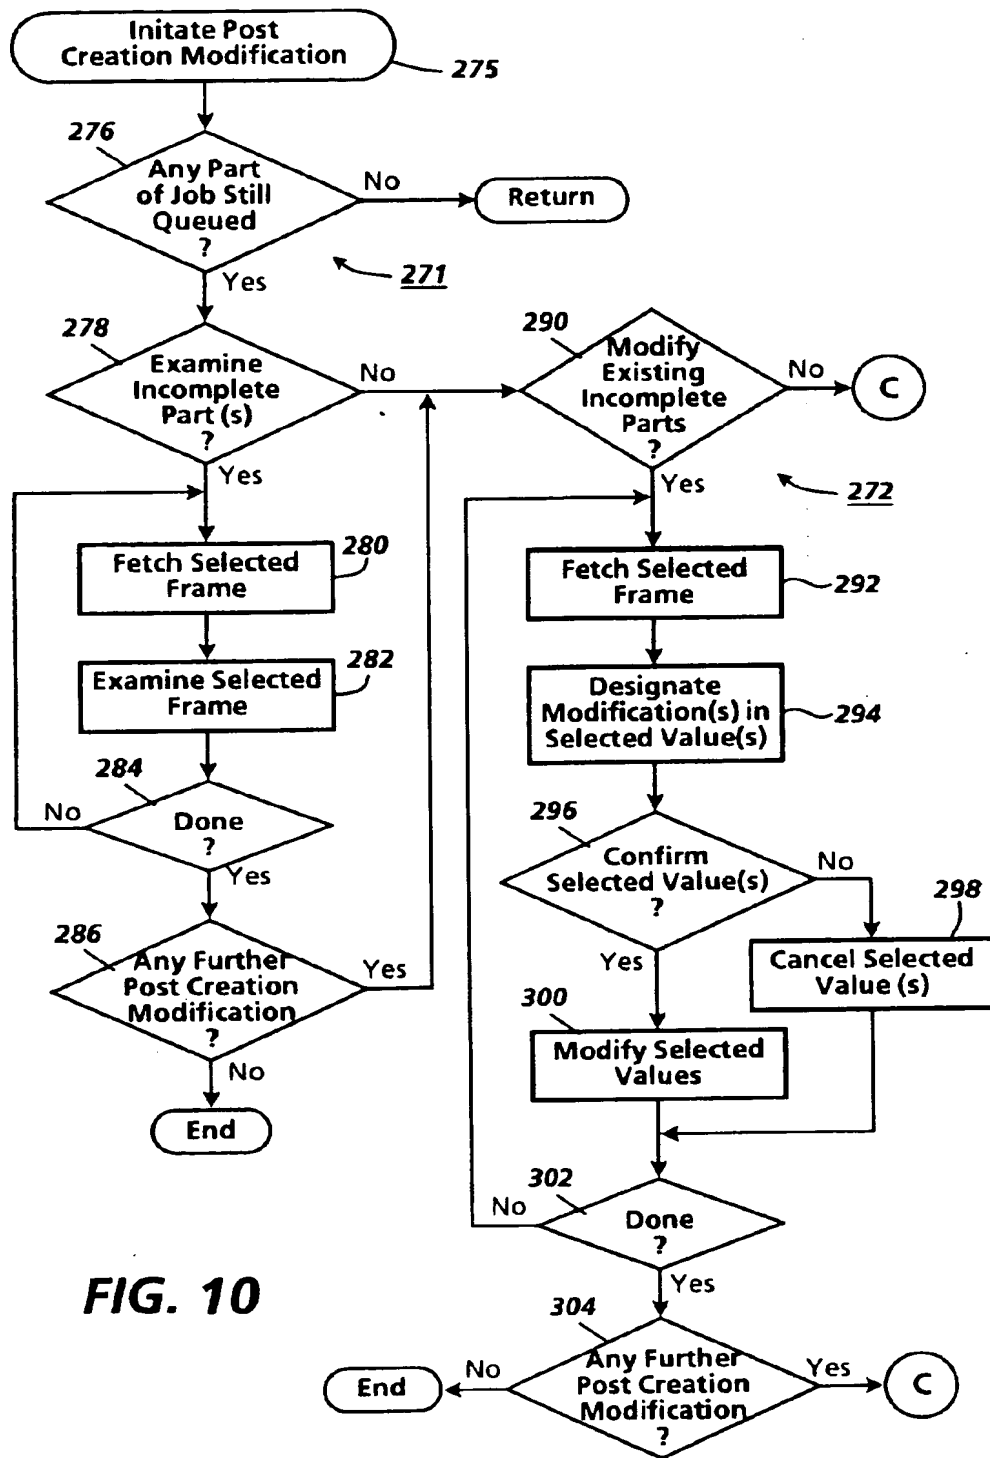 Initate Post
Creation Modification
275
276
Any Part
of Job Still
Queued
?
No
Return
Yes
271
278
Examine
Incomplete
Part (s)
?
No
Yes
290
Modify
Existing
Incomplete
Parts
?
No
C
Yes
272
Fetch Selected
Frame
280
Examine Selected
Frame
282
284
Done
?
No
Yes
286
Any Further
Post Creation
Modification
?
Yes
No
End
Fetch Selected
Frame
292
Designate
Modification(s) in
Selected Value(s)
294
296
Confirm
Selected Value(s)
?
No
Yes
298
Cancel Selected
Value (s)
300
Modify Selected
Values
302
Done
?
No
Yes
304
Any Further
Post Creation
Modification
?
No
End
Yes
C
FIG. 10